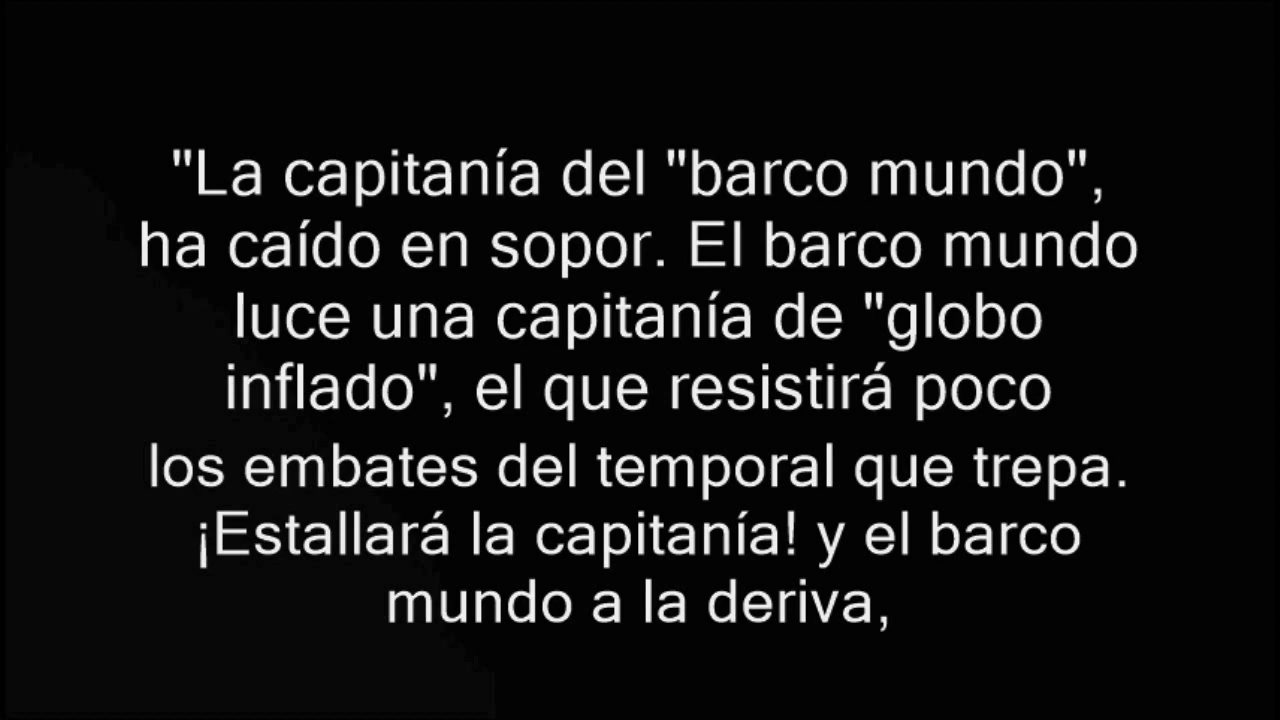 "La capitanía del "barco mundo",
ha caído en sopor. El barco mundo
luce una capitanía de "globo
inflado", el que resistirá poco
los embates del temporal que trepa.
¡Estallará la capitanía! y el barco
mundo a la deriva,